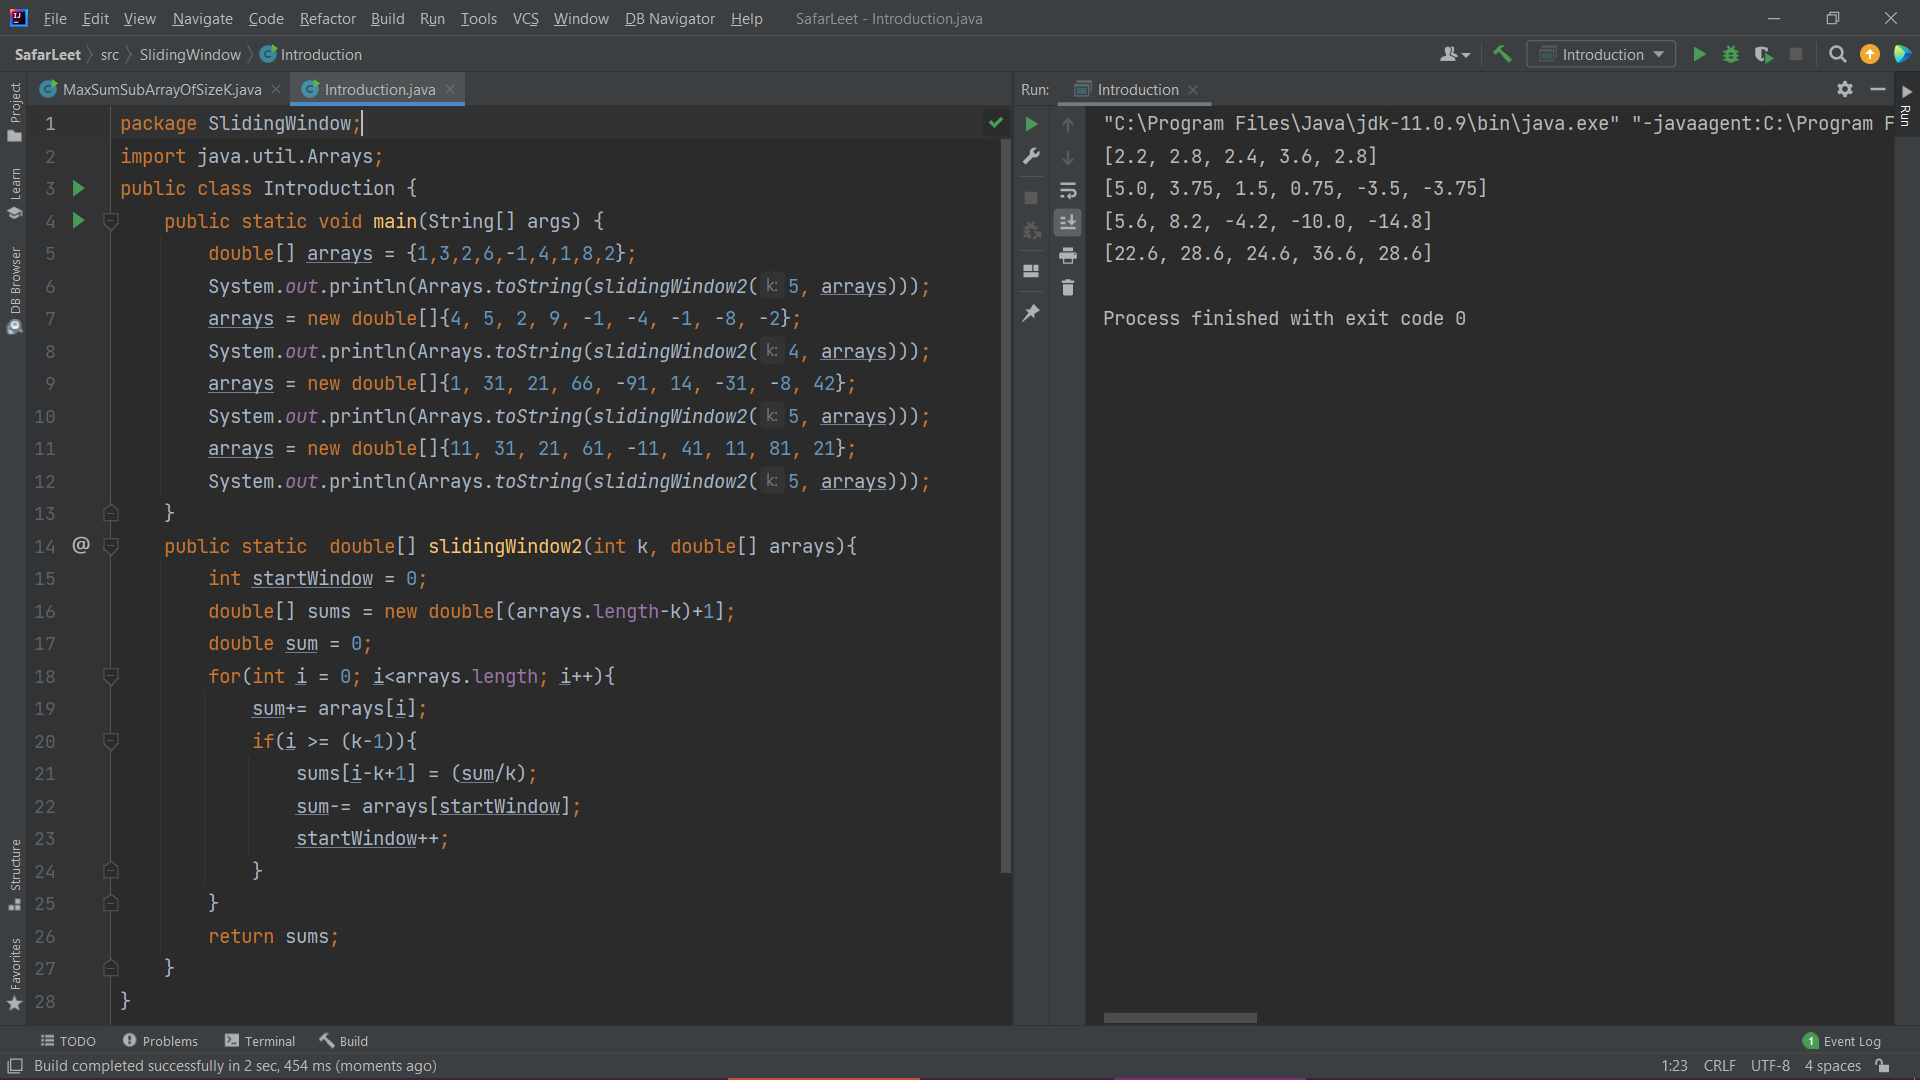 File Edit View Navigate Code Refactor Build Run Tools VCS Window DB Navigator Help SafarLeet - Introduction.java
SafarLeet src SlidingWindow Introduction
Introduction
MaxSumSubArrayOfSizeK.java Introduction.java
Run: Introduction
Project
Learn
DB Browser
Structure
Favorites
Run
1 package SlidingWindow;
2 import java.util.Arrays;
3 public class Introduction {
4 public static void main(String[] args) {
5 double[] arrays = {1,3,2,6,-1,4,1,8,2};
6 System.out.println(Arrays.toString(slidingWindow2( k: 5, arrays)));
7 arrays = new double[]{4, 5, 2, 9, -1, -4, -1, -8, -2};
8 System.out.println(Arrays.toString(slidingWindow2( k: 4, arrays)));
9 arrays = new double[]{1, 31, 21, 66, -91, 14, -31, -8, 42};
10 System.out.println(Arrays.toString(slidingWindow2( k: 5, arrays)));
11 arrays = new double[]{11, 31, 21, 61, -11, 41, 11, 81, 21};
12 System.out.println(Arrays.toString(slidingWindow2( k: 5, arrays)));
13 }
14 @ public static  double[] slidingWindow2(int k, double[] arrays){
15 int startWindow = 0;
16 double[] sums = new double[(arrays.length-k)+1];
17 double sum = 0;
18 for(int i = 0; i<arrays.length; i++){
19 sum+= arrays[i];
20 if(i >= (k-1)){
21 sums[i-k+1] = (sum/k);
22 sum-= arrays[startWindow];
23 startWindow++;
24 }
25 }
26 return sums;
27 }
28 }
"C:\Program Files\Java\jdk-11.0.9\bin\java.exe" "-javaagent:C:\Program F
[2.2, 2.8, 2.4, 3.6, 2.8]
[5.0, 3.75, 1.5, 0.75, -3.5, -3.75]
[5.6, 8.2, -4.2, -10.0, -14.8]
[22.6, 28.6, 24.6, 36.6, 28.6]
Process finished with exit code 0
TODO Problems Terminal Build 1 Event Log
Build completed successfully in 2 sec, 454 ms (moments ago) 1:23 CRLF UTF-8 4 spaces